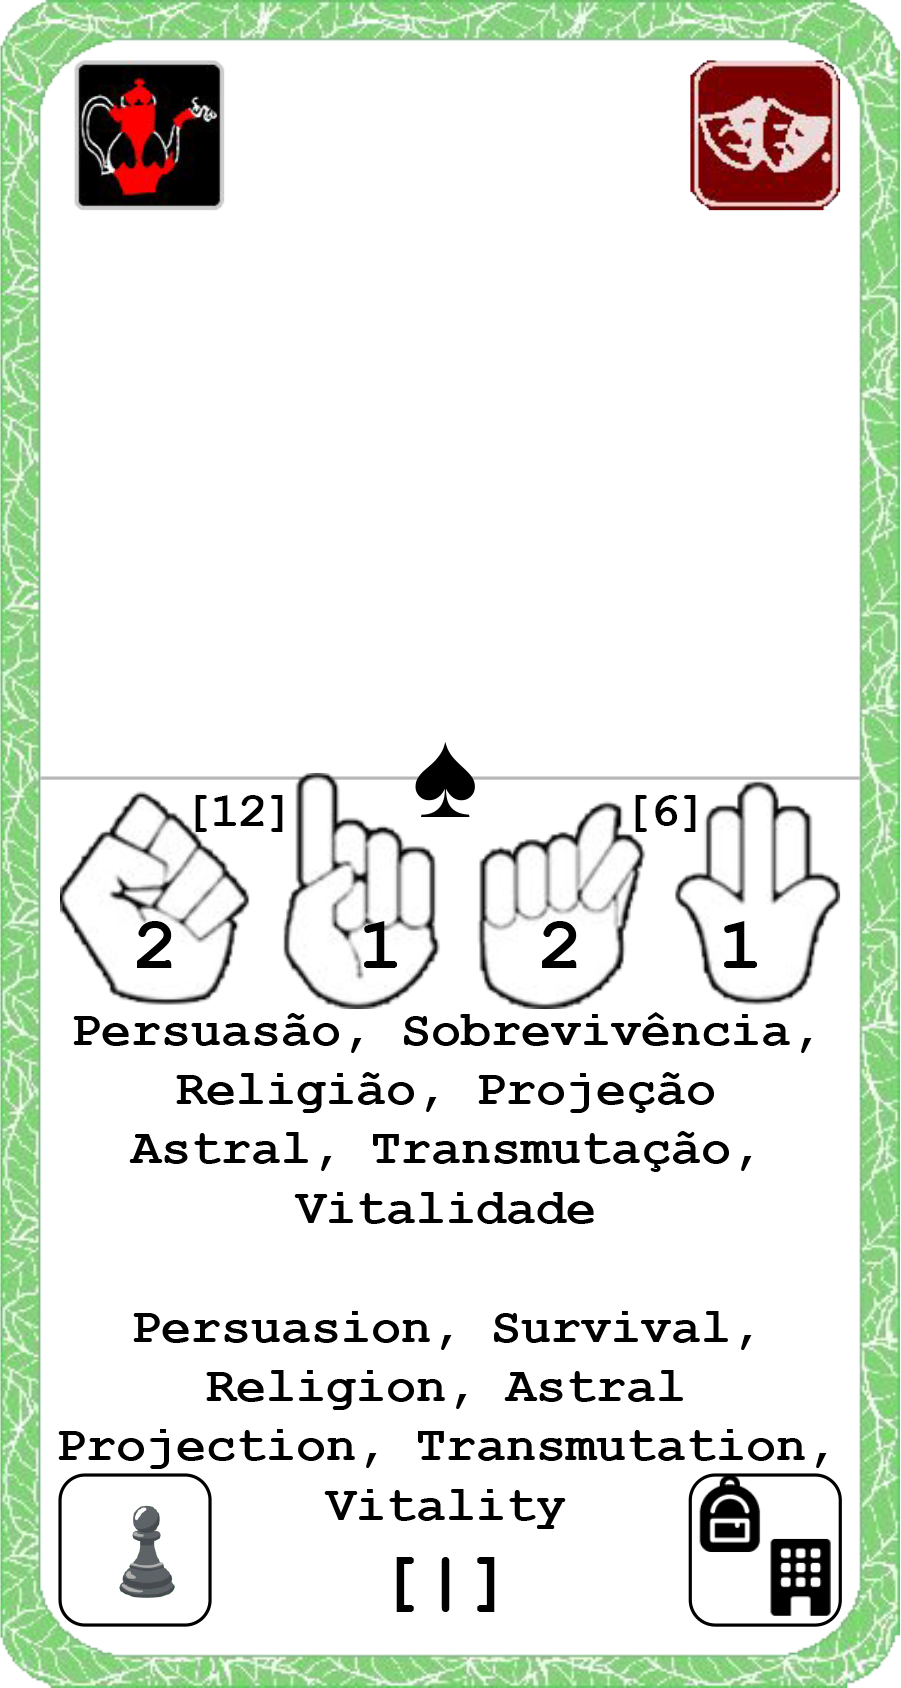 [12] [6]
2 1 2 1
Persuasão, Sobrevivência,
Religião, Projeção
Astral, Transmutação,
Vitalidade
Persuasion, Survival,
Religion, Astral
Projection, Transmutation,
Vitality
[|]